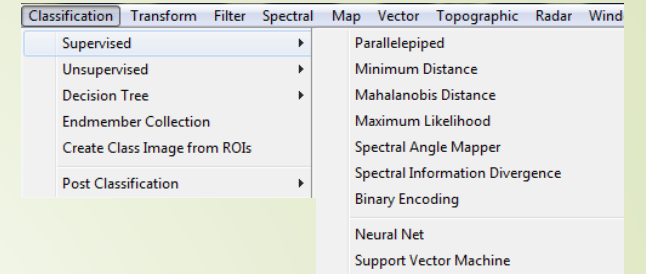 Classification Transform Filter Spectral Map Vector Topographic Radar Wind
Supervised
Unsupervised
Decision Tree
Endmember Collection
Create Class Image from ROIs
Post Classification
Parallelepiped
Minimum Distance
Mahalanobis Distance
Maximum Likelihood
Spectral Angle Mapper
Spectral Information Divergence
Binary Encoding
Neural Net
Support Vector Machine